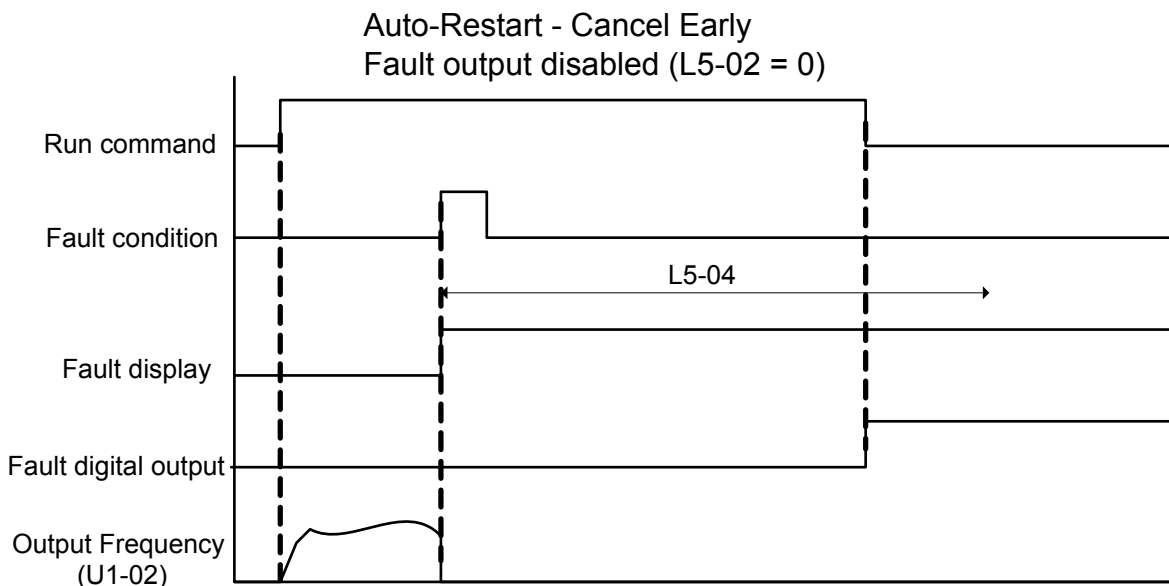 Auto-Restart - Cancel Early
Fault output disabled (L5-02 = 0)
Run command
Fault condition
L5-04
Fault display
Fault digital output
Output Frequency
(U1-02)